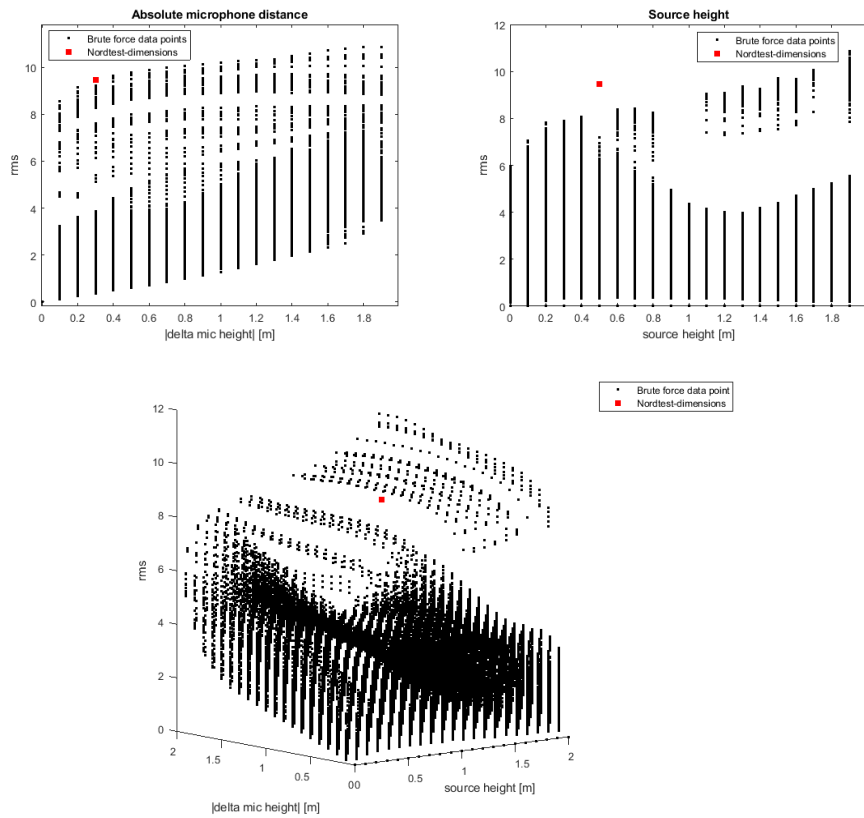 Absolute microphone distance
Brute force data points
Nordtest-dimensions
10
8
6
4
2
0
rms
0 0.2 0.4 0.6 0.8 1 1.2 1.4 1.6 1.8
|delta mic height| [m]
Source height
Brute force data points
Nordtest-dimensions
12
10
8
6
4
2
0
rms
0 0.2 0.4 0.6 0.8 1 1.2 1.4 1.6 1.8
source height [m]
Brute force data point
Nordtest-dimensions
12
10
8
6
4
2
0
rms
2 1.5 1 0.5 0
|delta mic height| [m]
0 0.5 1 1.5 2
source height [m]